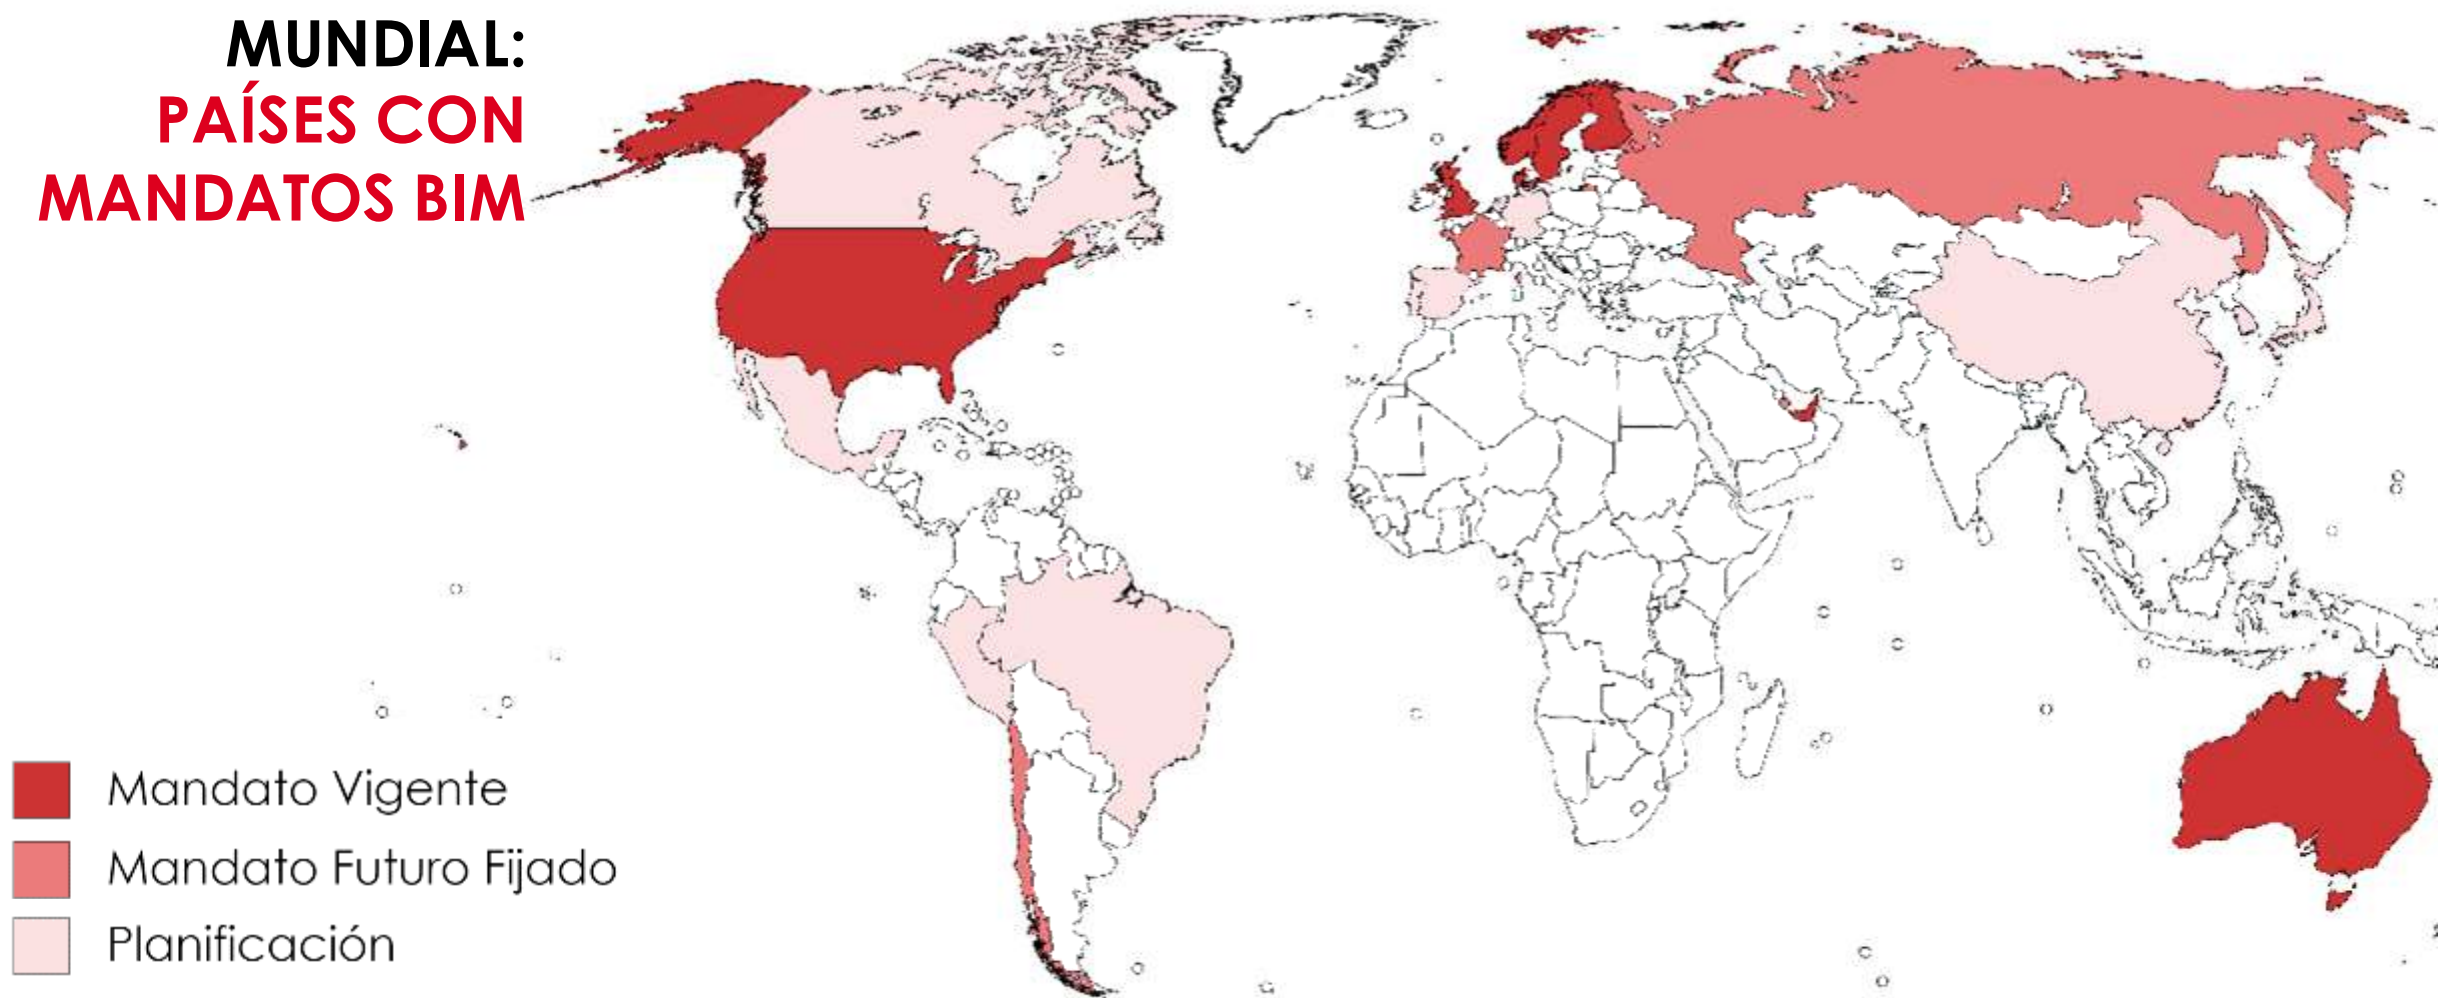 MUNDIAL:
PAÍSES CON
MANDATOS BIM
Mandato Vigente
Mandato Futuro Fijado
Planificación